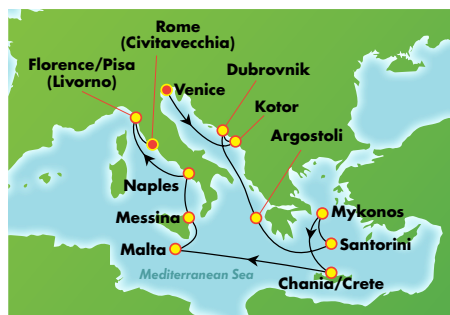 Rome
(Civitavecchia)
Florence/Pisa
(Livorno)
Venice
Dubrovnik
Kotor
Argostoli
Naples
Mykonos
Messina
Santorini
Malta
Mediterranean Sea
Chania/Crete